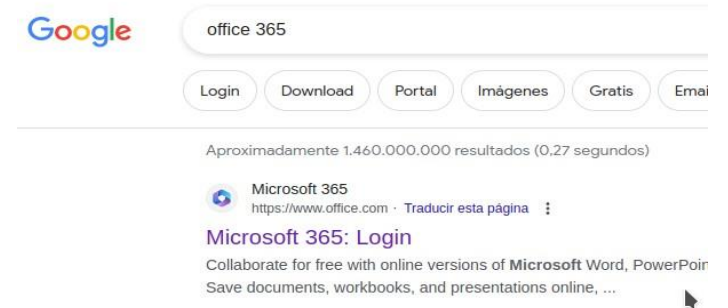 Google
office 365
Login Download Portal Imágenes Gratis Emai
Aproximadamente 1.460.000.000 resultados (0,27 segundos)
Microsoft 365
https://www.office.com · Traducir esta página
Microsoft 365: Login
Collaborate for free with online versions of Microsoft Word, PowerPoin
Save documents, workbooks, and presentations online, ...